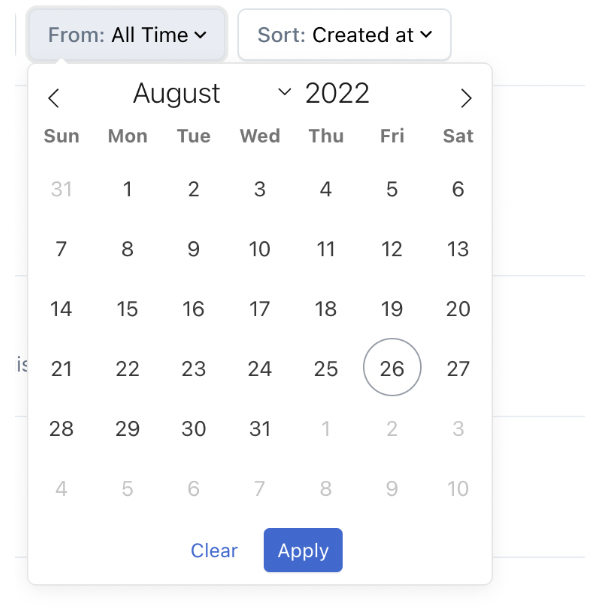 From: All Time Sort: Created at
August 2022
Sun Mon Tue Wed Thu Fri Sat
31 1 2 3 4 5 6
7 8 9 10 11 12 13
14 15 16 17 18 19 20
is
21 22 23 24 25 26 27
28 29 30 31 1 2 3
4 5 6 7 8 9 10
Clear Apply